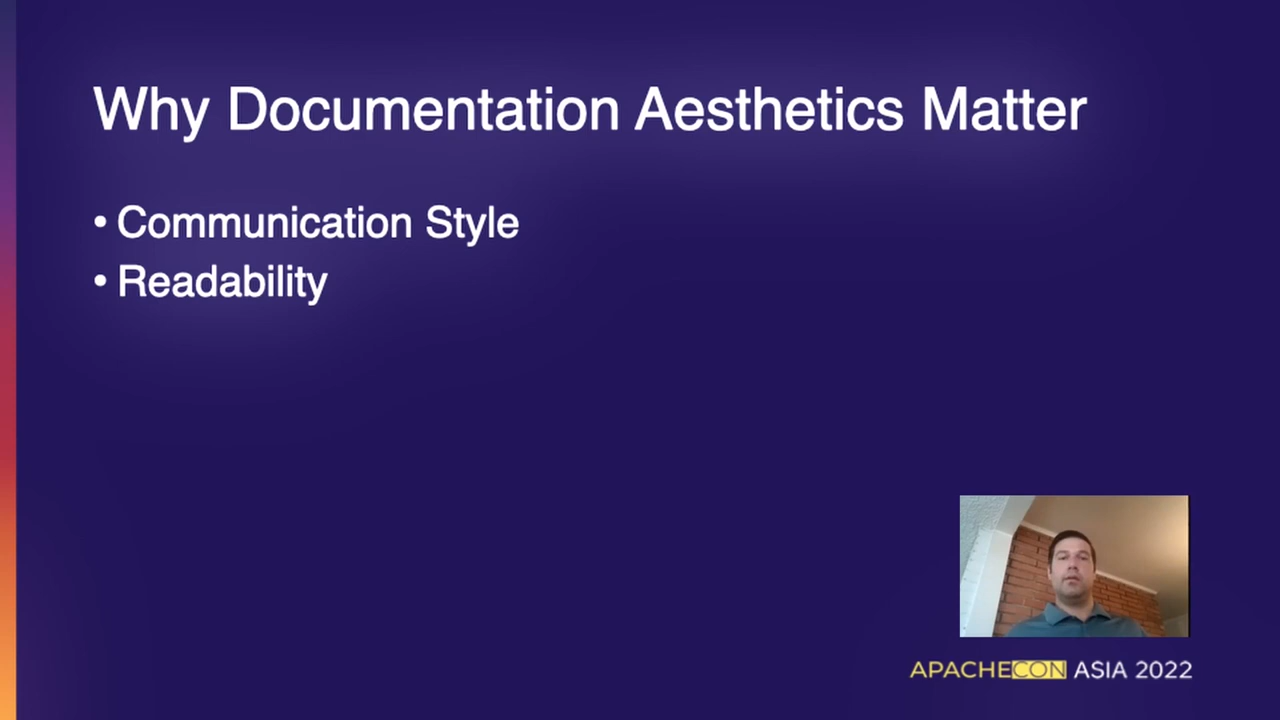 Why Documentation Aesthetics Matter
• Communication Style
• Readability
APACHECON ASIA 2022